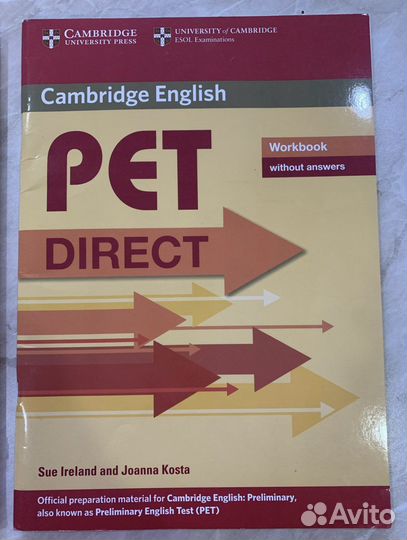 CAMBRIDGE
UNIVERSITY PRESS
UNIVERSITY of CAMBRIDGE
ESOL Examinations
Cambridge English
PET
Workbook
without answers
DIRECT
Sue Ireland and Joanna Kosta
Official preparation material for Cambridge English: Preliminary,
also known as Preliminary English Test (PET)
Avito